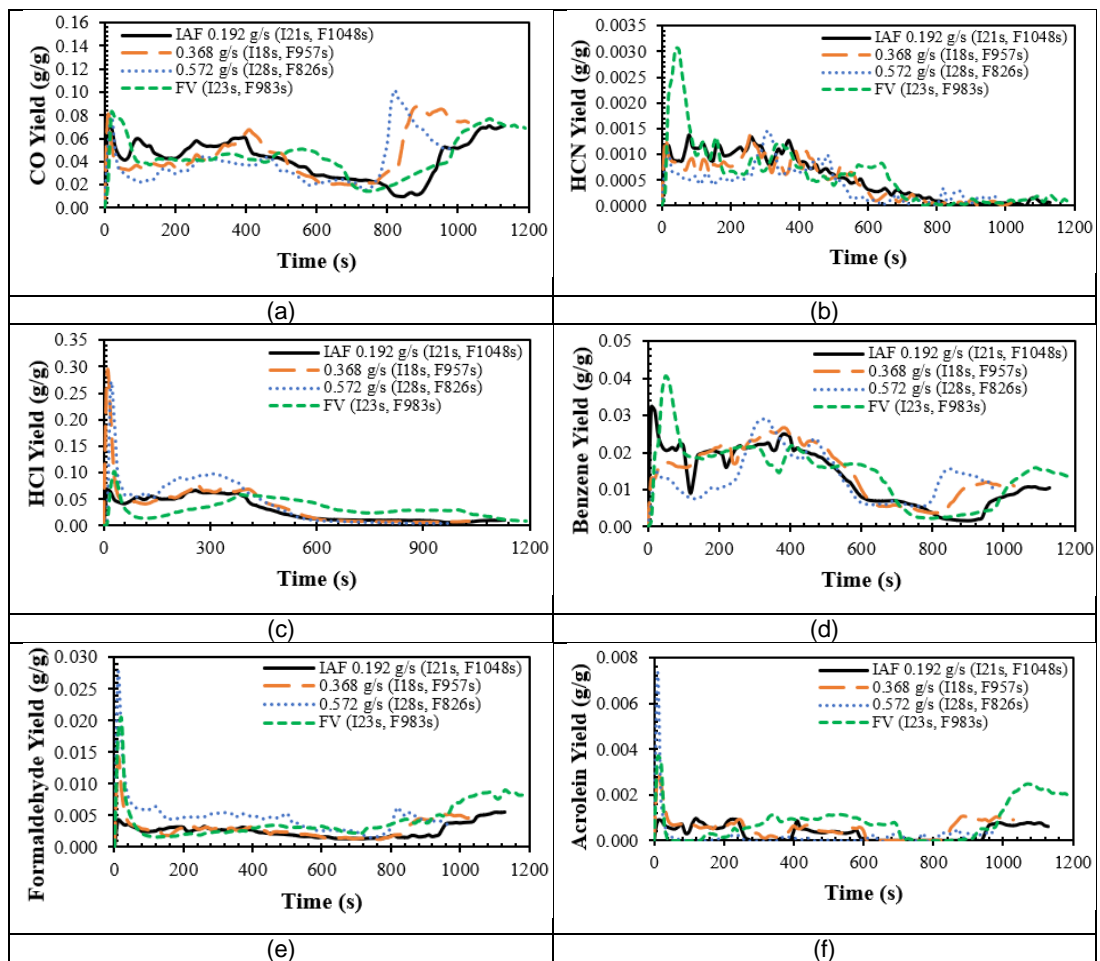 0.16
0.14
0.12
0.10
0.08
0.06
0.04
0.02
0.00
CO Yield (g/g)
IAF 0.192 g/s (I21s, F1048s)
0.368 g/s (I18s, F957s)
0.572 g/s (I28s, F826s)
FV (I23s, F983s)
0 200 400 600 800 1000 1200
Time (s)
(a)
0.0035
0.0030
0.0025
0.0020
0.0015
0.0010
0.0005
0.0000
HCN Yield (g/g)
IAF 0.192 g/s (I21s, F1048s)
0.368 g/s (I18s, F957s)
0.572 g/s (I28s, F826s)
FV (I23s, F983s)
0 200 400 600 800 1000 1200
Time (s)
(b)
0.35
0.30
0.25
0.20
0.15
0.10
0.05
0.00
HCl Yield (g/g)
IAF 0.192 g/s (I21s, F1048s)
0.368 g/s (I18s, F957s)
0.572 g/s (I28s, F826s)
FV (I23s, F983s)
0 300 600 900 1200
Time (s)
(c)
0.05
0.04
0.03
0.02
0.01
0.00
Benzene Yield (g/g)
IAF 0.192 g/s (I21s, F1048s)
0.368 g/s (I18s, F957s)
0.572 g/s (I28s, F826s)
FV (I23s, F983s)
0 200 400 600 800 1000 1200
Time (s)
(d)
0.030
0.025
0.020
0.015
0.010
0.005
0.000
Formaldehyde Yield (g/g)
IAF 0.192 g/s (I21s, F1048s)
0.368 g/s (I18s, F957s)
0.572 g/s (I28s, F826s)
FV (I23s, F983s)
0 200 400 600 800 1000 1200
Time (s)
(e)
0.008
0.006
0.004
0.002
0.000
Acrolein Yield (g/g)
IAF 0.192 g/s (I21s, F1048s)
0.368 g/s (I18s, F957s)
0.572 g/s (I28s, F826s)
FV (I23s, F983s)
0 200 400 600 800 1000 1200
Time (s)
(f)